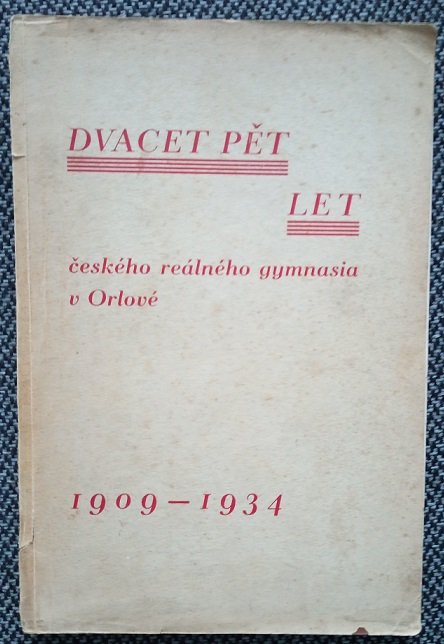 DVACET PĚT
LET
českého reálného gymnasia
v Orlové
1909 — 1934